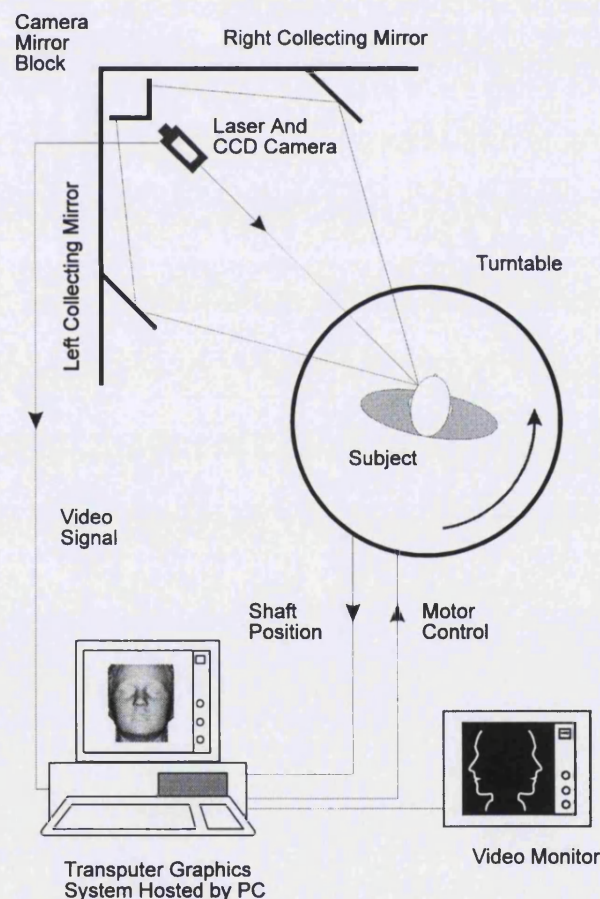 Camera
Mirror
Block
Right Collecting Mirror
Laser And
CCD Camera
Left Collecting Mirror
Turntable
Subject
Video
Signal
Shaft
Position
Motor
Control
Transputer Graphics
System Hosted by PC
Video Monitor